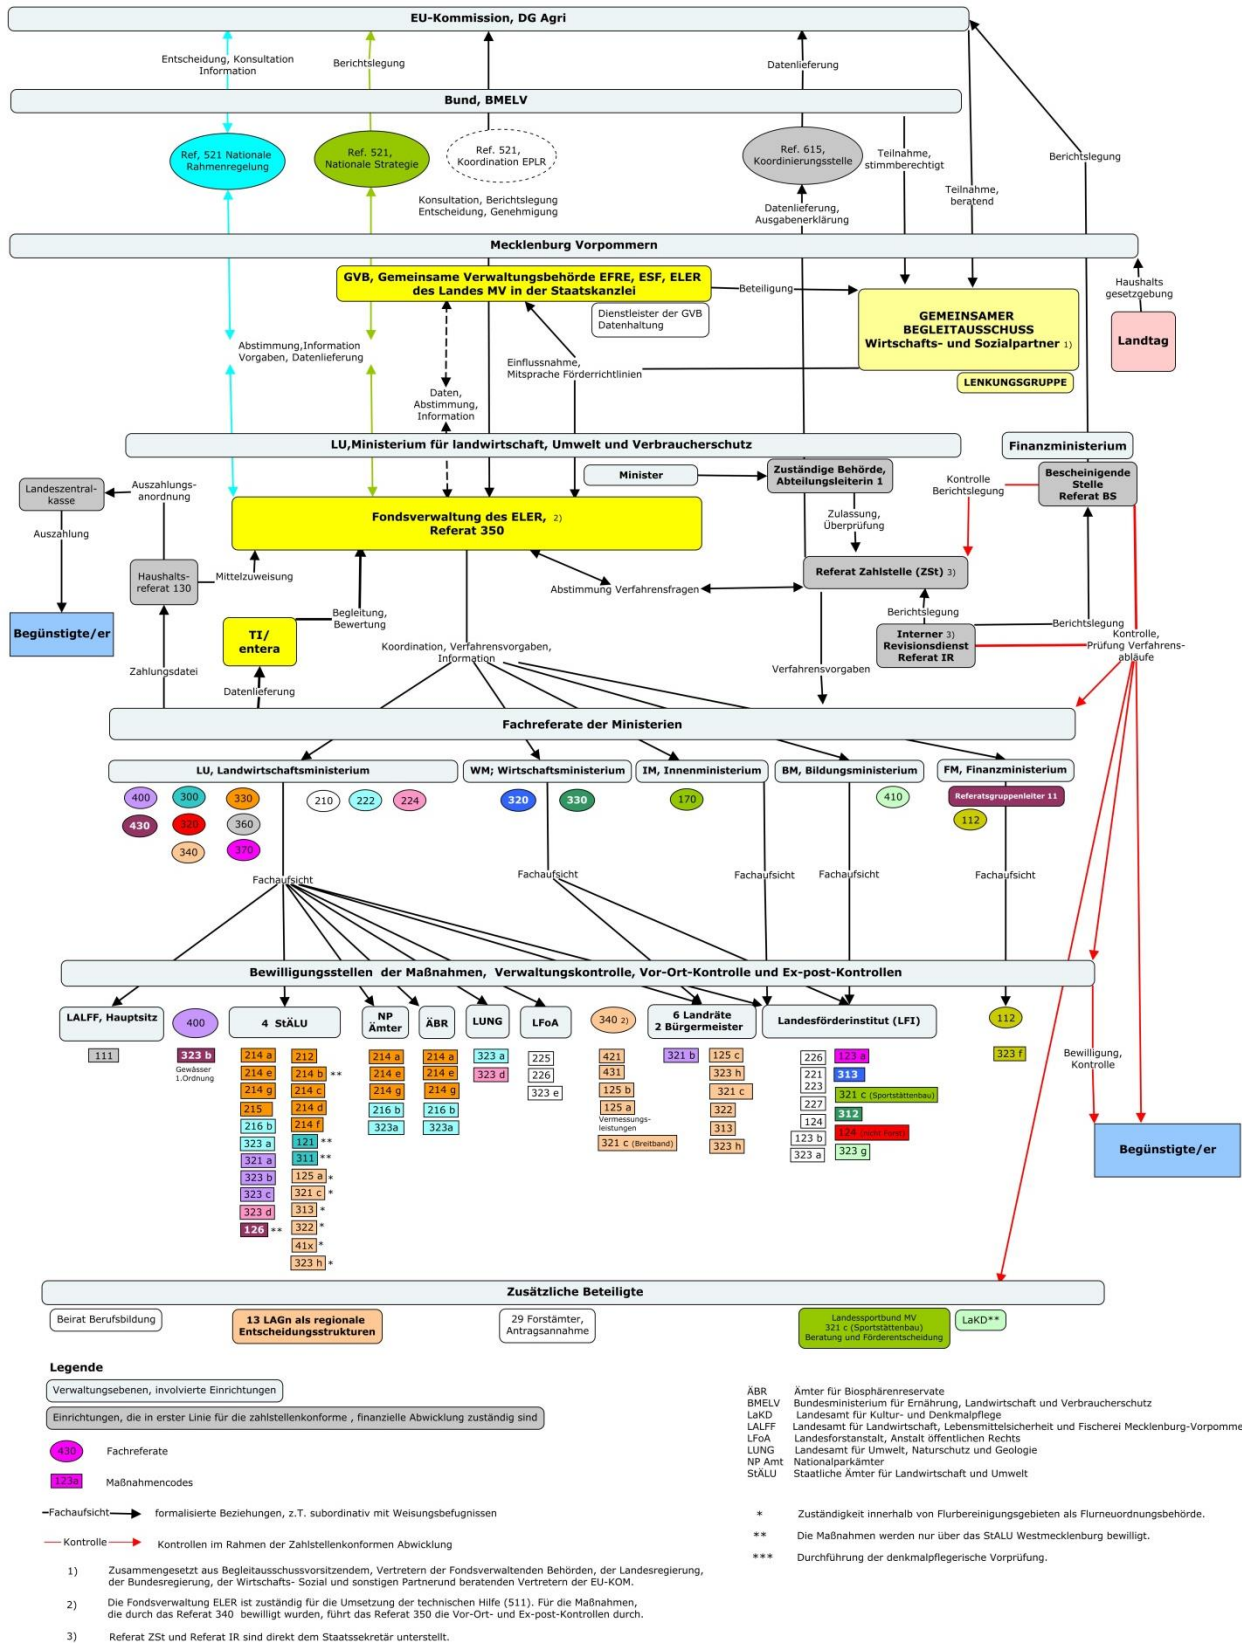 EU-Kommission, DG Agri
Entscheidung, Konsultation
Information
Berichtslegung
Datenlieferung
Bund, BMELV
Ref, 521 Nationale
Rahmenregelung
Ref. 521,
Nationale Strategie
Ref. 521,
Koordination EPLR
Ref. 615,
Koordinierungsstelle
Teilnahme,
stimmberechtigt
Berichtslegung
Konsultation, Berichtslegung
Entscheidung, Genehmigung
Datenlieferung,
Ausgabenerklärung
Teilnahme,
beratend
Mecklenburg Vorpommern
GVB, Gemeinsame Verwaltungsbehörde EFRE, ESF, ELER
des Landes MV in der Staatskanzlei
Beteiligung
Haushalts
gesetzgebung
Dienstleister der GVB
Datenhaltung
GEMEINSAMER
BEGLEITAUSSCHUSS
Wirtschafts- und Sozialpartner 1)
Landtag
Abstimmung,Information
Vorgaben, Datenlieferung
Einflussnahme,
Mitsprache Förderrichtlinien
LENKUNGSGRUPPE
Daten,
Abstimmung,
Information
LU,Ministerium für landwirtschaft, Umwelt und Verbraucherschutz
Finanzministerium
Minister
Zuständige Behörde,
Abteilungsleiterin 1
Kontrolle
Berichtslegung
Bescheinigende
Stelle
Referat BS
Landeszentral-
kasse
Auszahlungs-
anordnung
Fondsverwaltung des ELER, 2)
Referat 350
Zulassung,
Überprüfung
Auszahlung
Haushalts-
referat 130
Mittelzuweisung
Abstimmung Verfahrensfragen
Referat Zahlstelle (ZSt) 3)
Begünstigte/er
TI/
entera
Begleitung,
Bewertung
Berichtslegung
Interner 3)
Revisionsdienst
Referat IR
Berichtslegung
Kontrolle,
Prüfung Verfahrens-
abläufe
Koordination, Verfahrensvorgaben,
Information
Zahlungsdatei
Datenlieferung
Verfahrensvorgaben
Fachreferate der Ministerien
LU, Landwirtschaftsministerium
WM; Wirtschaftsministerium
IM, Innenministerium
BM, Bildungsministerium
FM, Finanzministerium
400
300
330
210
222
224
320
330
170
410
Referatsgruppenleiter 11
430
320
360
112
340
370
Fachaufsicht
Fachaufsicht
Fachaufsicht
Fachaufsicht
Fachaufsicht
Bewilligungsstellen der Maßnahmen, Verwaltungskontrolle, Vor-Ort-Kontrolle und Ex-post-Kontrollen
LALFF, Hauptsitz
111
400
323 b
Gewässer
1.Ordnung
4 StÄLU
214 a
214 e
214 g
215
216 b
323 a
321 a
323 b
323 c
323 d
126 **
212
214 b **
214 c
214 d
214 f
121 **
311 **
125 a *
321 c *
313 *
322 *
41x *
323 h *
NP
Ämter
214 a
214 e
214 g
216 b
323a
ÄBR
214 a
214 e
214 g
216 b
323a
LUNG
323 a
323 d
LFoA
225
226
323 e
340 2)
421
431
125 b
125 a
Vermessungs-
leistungen
321 c (Breitband)
6 Landräte
2 Bürgermeister
321 b
125 c
323 h
321 c
322
313
323 h
Landesförderinstitut (LFI)
226
221
223
227
124
123 b
323 a
123 a
313
321 c (Sportstättenbau)
312
124 (nicht Forst)
323 g
112
323 f
Bewilligung,
Kontrolle
Begünstigte/er
Zusätzliche Beteiligte
Beirat Berufsbildung
13 LAGn als regionale
Entscheidungsstrukturen
29 Forstämter,
Antragsannahme
Landessportbund MV
321 c (Sportstättenbau)
Beratung und Förderentscheidung
LaKD**
Legende
Verwaltungsebenen, involvierte Einrichtungen
Einrichtungen, die in erster Linie für die zahlstellenkonforme , finanzielle Abwicklung zuständig sind
430 Fachreferate
123a Maßnahmencodes
Fachaufsicht formalisierte Beziehungen, z.T. subordinativ mit Weisungsbefugnissen
Kontrolle Kontrollen im Rahmen der Zahlstellenkonformen Abwicklung
1) Zusammengesetzt aus Begleitausschussvorsitzendem, Vertretern der Fondsverwaltenden Behörden, der Landesregierung,
der Bundesregierung, der Wirtschafts- Sozial und sonstigen Partnerund beratenden Vertretern der EU-KOM.
2) Die Fondsverwaltung ELER ist zuständig für die Umsetzung der technischen Hilfe (511). Für die Maßnahmen,
die durch das Referat 340 bewilligt wurden, führt das Referat 350 die Vor-Ort- und Ex-post-Kontrollen durch.
3) Referat ZSt und Referat IR sind direkt dem Staatssekretär unterstellt.
ÄBR Ämter für Biosphärenreservate
BMELV Bundesministerium für Ernährung, Landwirtschaft und Verbraucherschutz
LaKD Landesamt für Kultur- und Denkmalpflege
LALFF Landesamt für Landwirtschaft, Lebensmittelsicherheit und Fischerei Mecklenburg-Vorpomme
LFoA Landesforstanstalt, Anstalt öffentlichen Rechts
LUNG Landesamt für Umwelt, Naturschutz und Geologie
NP Amt Nationalparkämter
StÄLU Staatliche Ämter für Landwirtschaft und Umwelt
* Zuständigkeit innerhalb von Flurbereinigungsgebieten als Flurneuordnungsbehörde.
** Die Maßnahmen werden nur über das StALU Westmecklenburg bewilligt.
*** Durchführung der denkmalpflegerische Vorprüfung.